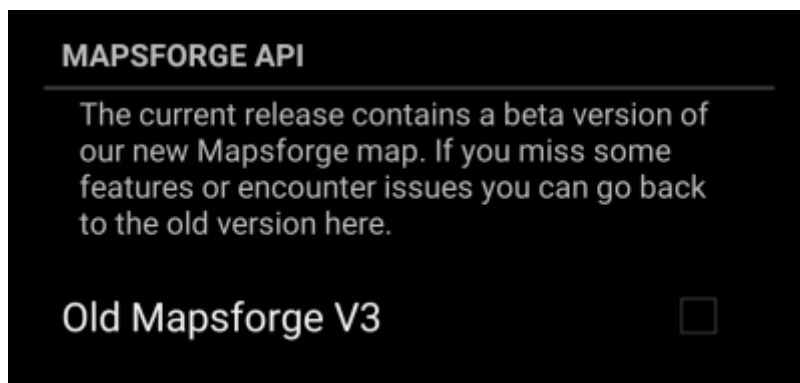 MAPSFORGE API
The current release contains a beta version of
our new Mapsforge map. If you miss some
features or encounter issues you can go back
to the old version here.
Old Mapsforge V3